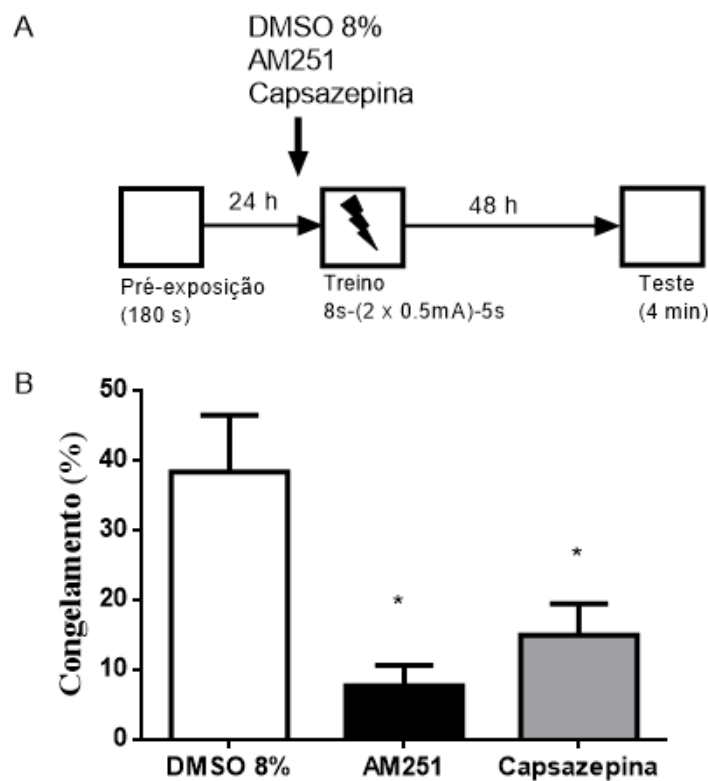 A
DMSO 8%
AM251
Capsazepina
24 h
48 h
Pré-exposição
(180 s)
Treino
8s-(2 x 0.5mA)-5s
Teste
(4 min)
B
Congelamento (%)
50
40
30
20
10
0
*
*
DMSO 8%
AM251
Capsazepina